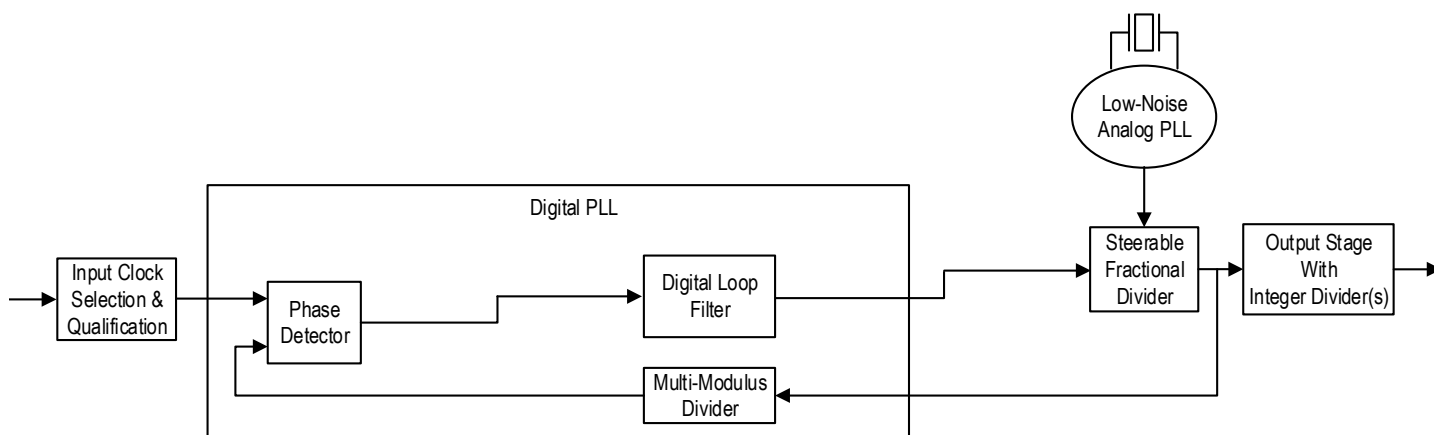 Low-Noise
Analog PLL
Digital PLL
Input Clock
Selection &
Qualification
Phase
Detector
Digital Loop
Filter
Multi-Modulus
Divider
Steerable
Fractional
Divider
Output Stage
With
Integer Divider(s)